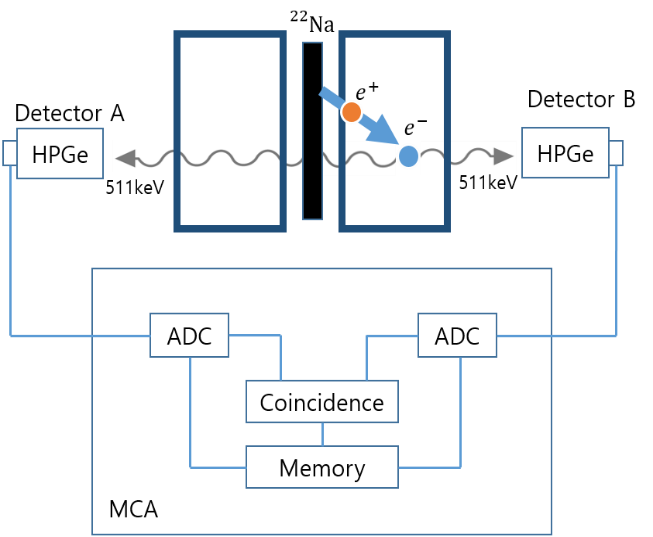 ²²Na
e⁺
Detector A
Detector B
e⁻
HPGe
HPGe
511keV
511keV
ADC
ADC
Coincidence
Memory
MCA